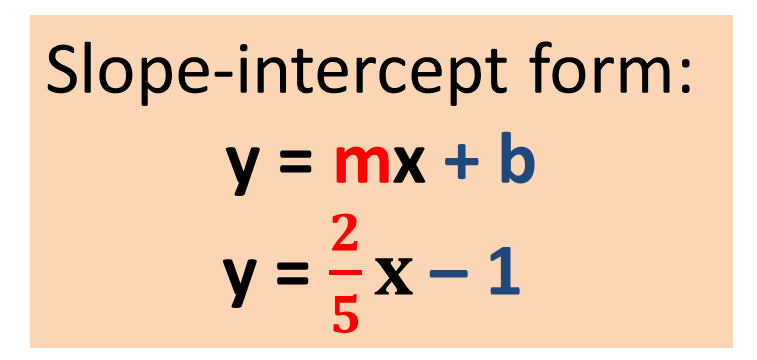 Slope-intercept form:
y = mx + b
y = 2/5 x – 1